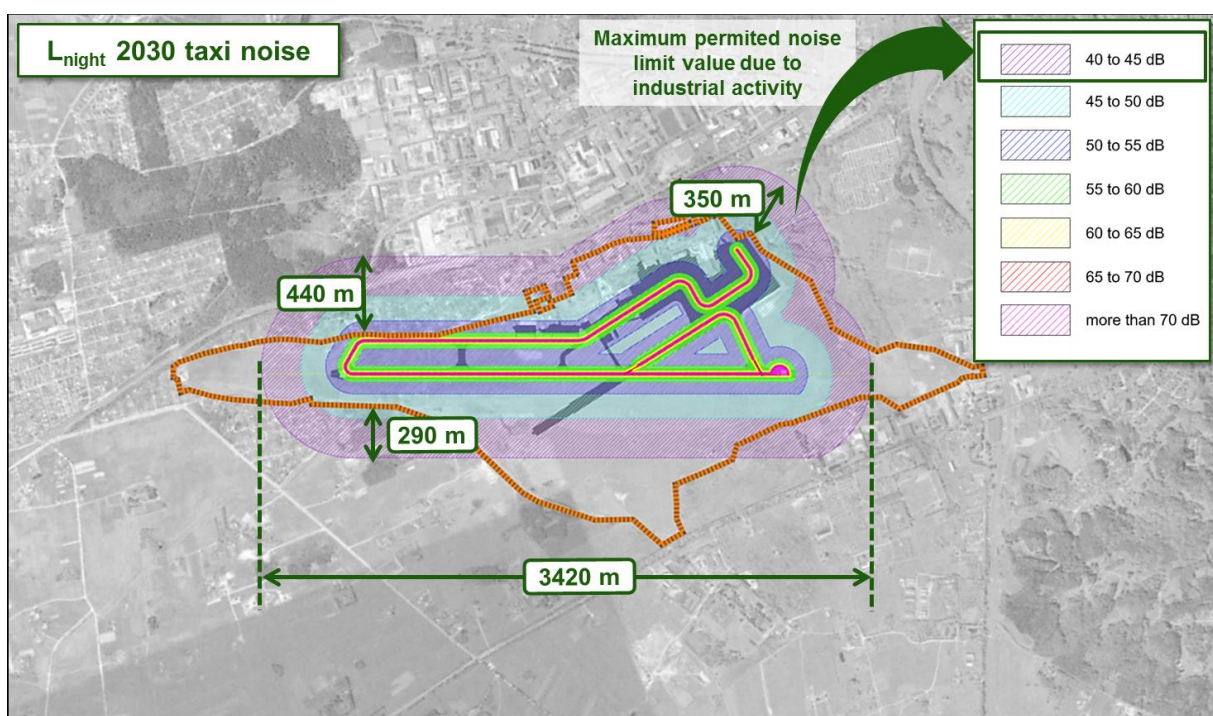 Lnight 2030 taxi noise
Maximum permited noise
limit value due to
industrial activity
40 to 45 dB
45 to 50 dB
50 to 55 dB
55 to 60 dB
60 to 65 dB
65 to 70 dB
more than 70 dB
350 m
440 m
290 m
3420 m